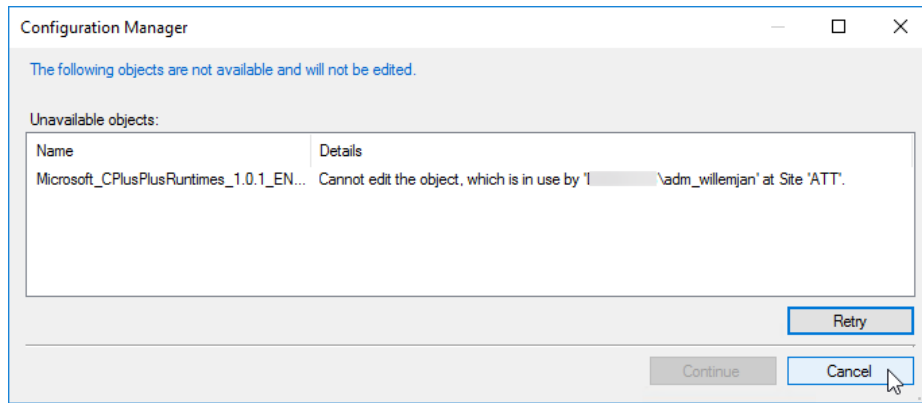 Configuration Manager
The following objects are not available and will not be edited.
Unavailable objects:
Name Details
Microsoft_CPlusPlusRuntimes_1.0.1_EN... Cannot edit the object, which is in use by 'l \adm_willemjan' at Site 'ATT'.
Retry
Continue Cancel